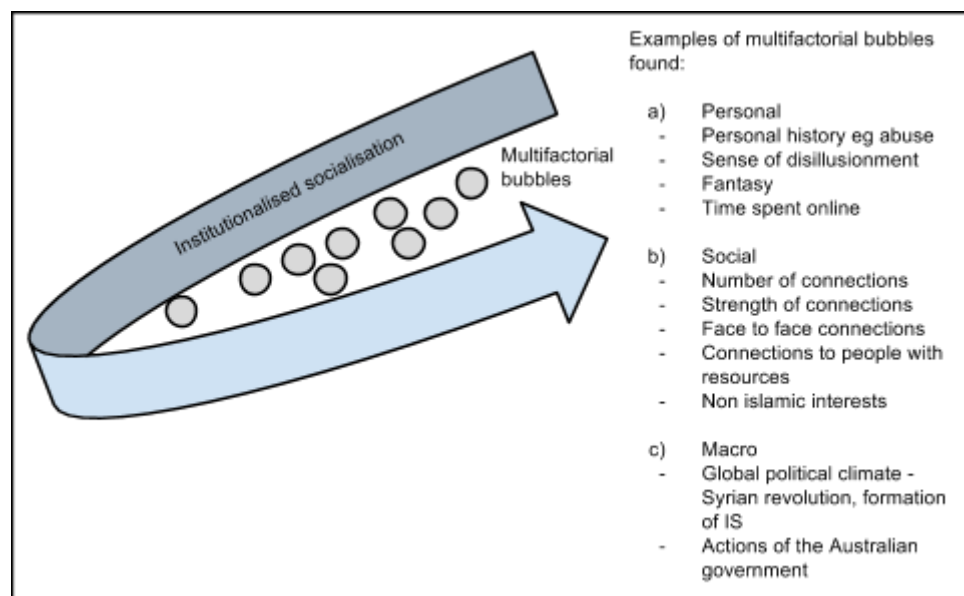 Institutionalised socialisation
Multifactorial
bubbles
Examples of multifactorial bubbles
found:
a) Personal
- Personal history eg abuse
- Sense of disillusionment
- Fantasy
- Time spent online
b) Social
- Number of connections
- Strength of connections
- Face to face connections
- Connections to people with
resources
- Non islamic interests
c) Macro
- Global political climate -
Syrian revolution, formation
of IS
- Actions of the Australian
government